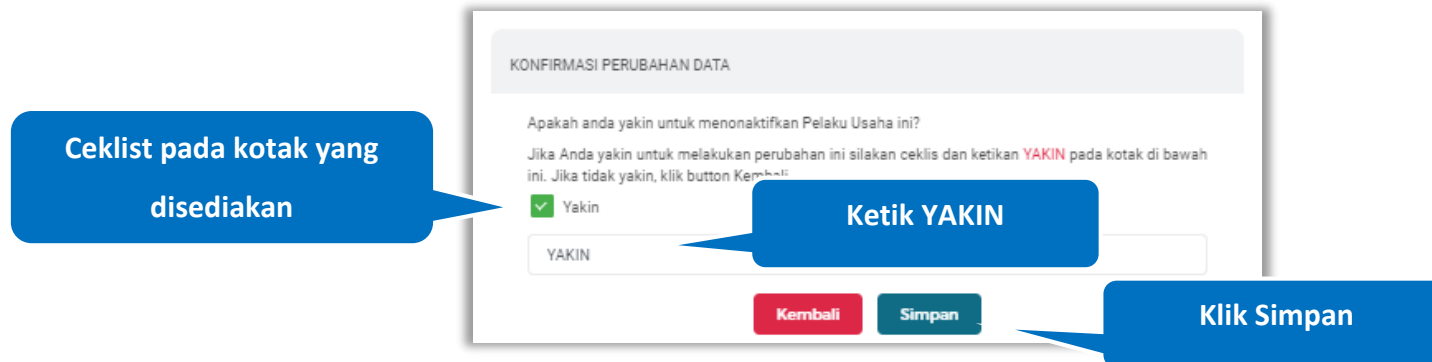 KONFIRMASI PERUBAHAN DATA
Apakah anda yakin untuk menonaktifkan Pelaku Usaha ini?
Jika Anda yakin untuk melakukan perubahan ini silakan ceklis dan ketikan YAKIN pada kotak di bawah
ini. Jika tidak yakin, klik button Kembali
Ceklist pada kotak yang
disediakan
Yakin
Ketik YAKIN
YAKIN
Kembali
Simpan
Klik Simpan